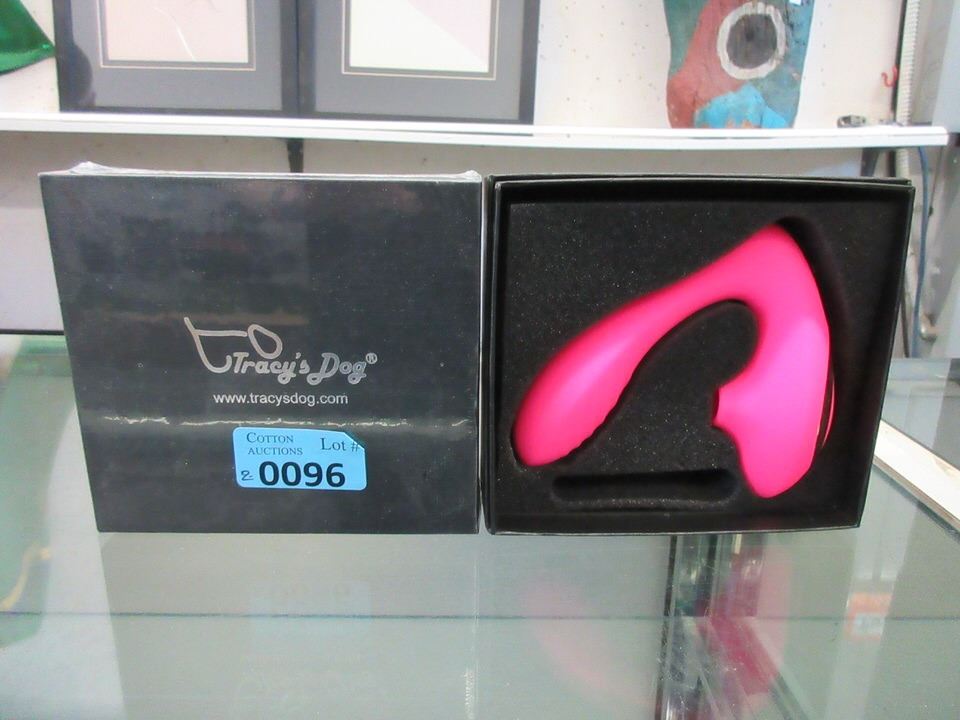 Tracy's Dog®
www.tracysdog.com
COTTON AUCTIONS Lot #
2 0096